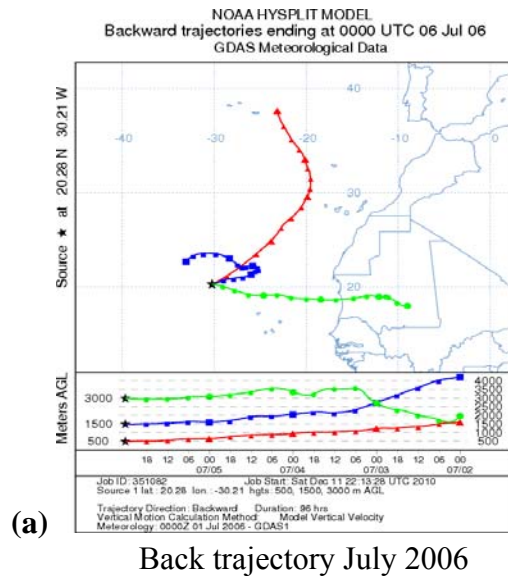 NOAA HYSPLIT MODEL
Backward trajectories ending at 0000 UTC 06 Jul 06
GDAS Meteorological Data
Source ★ at 20.28 N 30.21 W
40
-40 -30 -20 -10
30
20
Meters AGL
3000
1500
500
4000
3500
3000
2500
2000
1500
1000
500
18 12 06 00 18 12 06 00 18 12 06 00 18 12 06 00
07/05 07/04 07/03 07/02
Job ID: 351082 Job Start: Sat Dec 11 22:13:28 UTC 2010
Source 1 lat.: 20.28 lon.: -30.21 hgts: 500, 1500, 3000 m AGL
Trajectory Direction: Backward Duration: 96 hrs
Vertical Motion Calculation Method: Model Vertical Velocity
Meteorology: 0000Z 01 Jul 2006 - GDAS1
(a)
Back trajectory July 2006